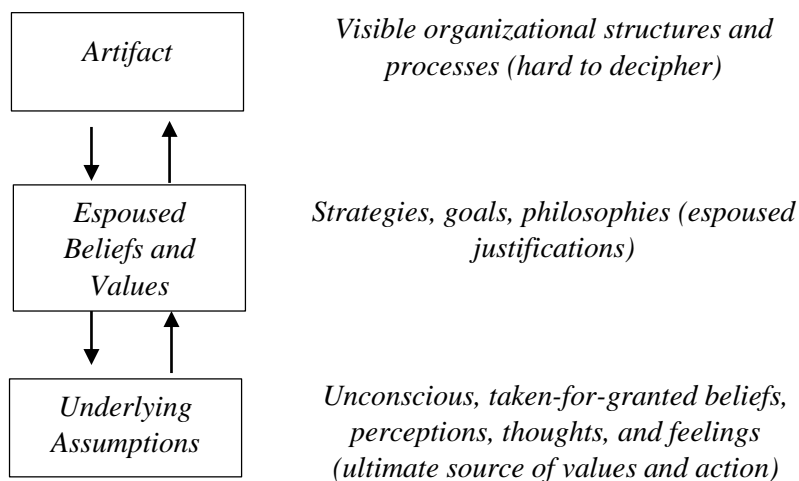 Artifact
Visible organizational structures and
processes (hard to decipher)
Espoused
Beliefs and
Values
Strategies, goals, philosophies (espoused
justifications)
Underlying
Assumptions
Unconscious, taken-for-granted beliefs,
perceptions, thoughts, and feelings
(ultimate source of values and action)